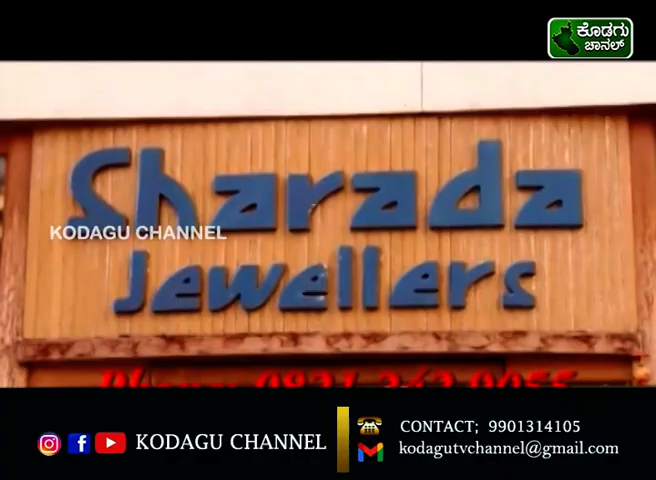 ಕೊಡಗು
ಚಾನಲ್
Sharada
KODAGU CHANNEL
Jewellers
KODAGU CHANNEL
CONTACT; 9901314105
kodagutvchannel@gmail.com